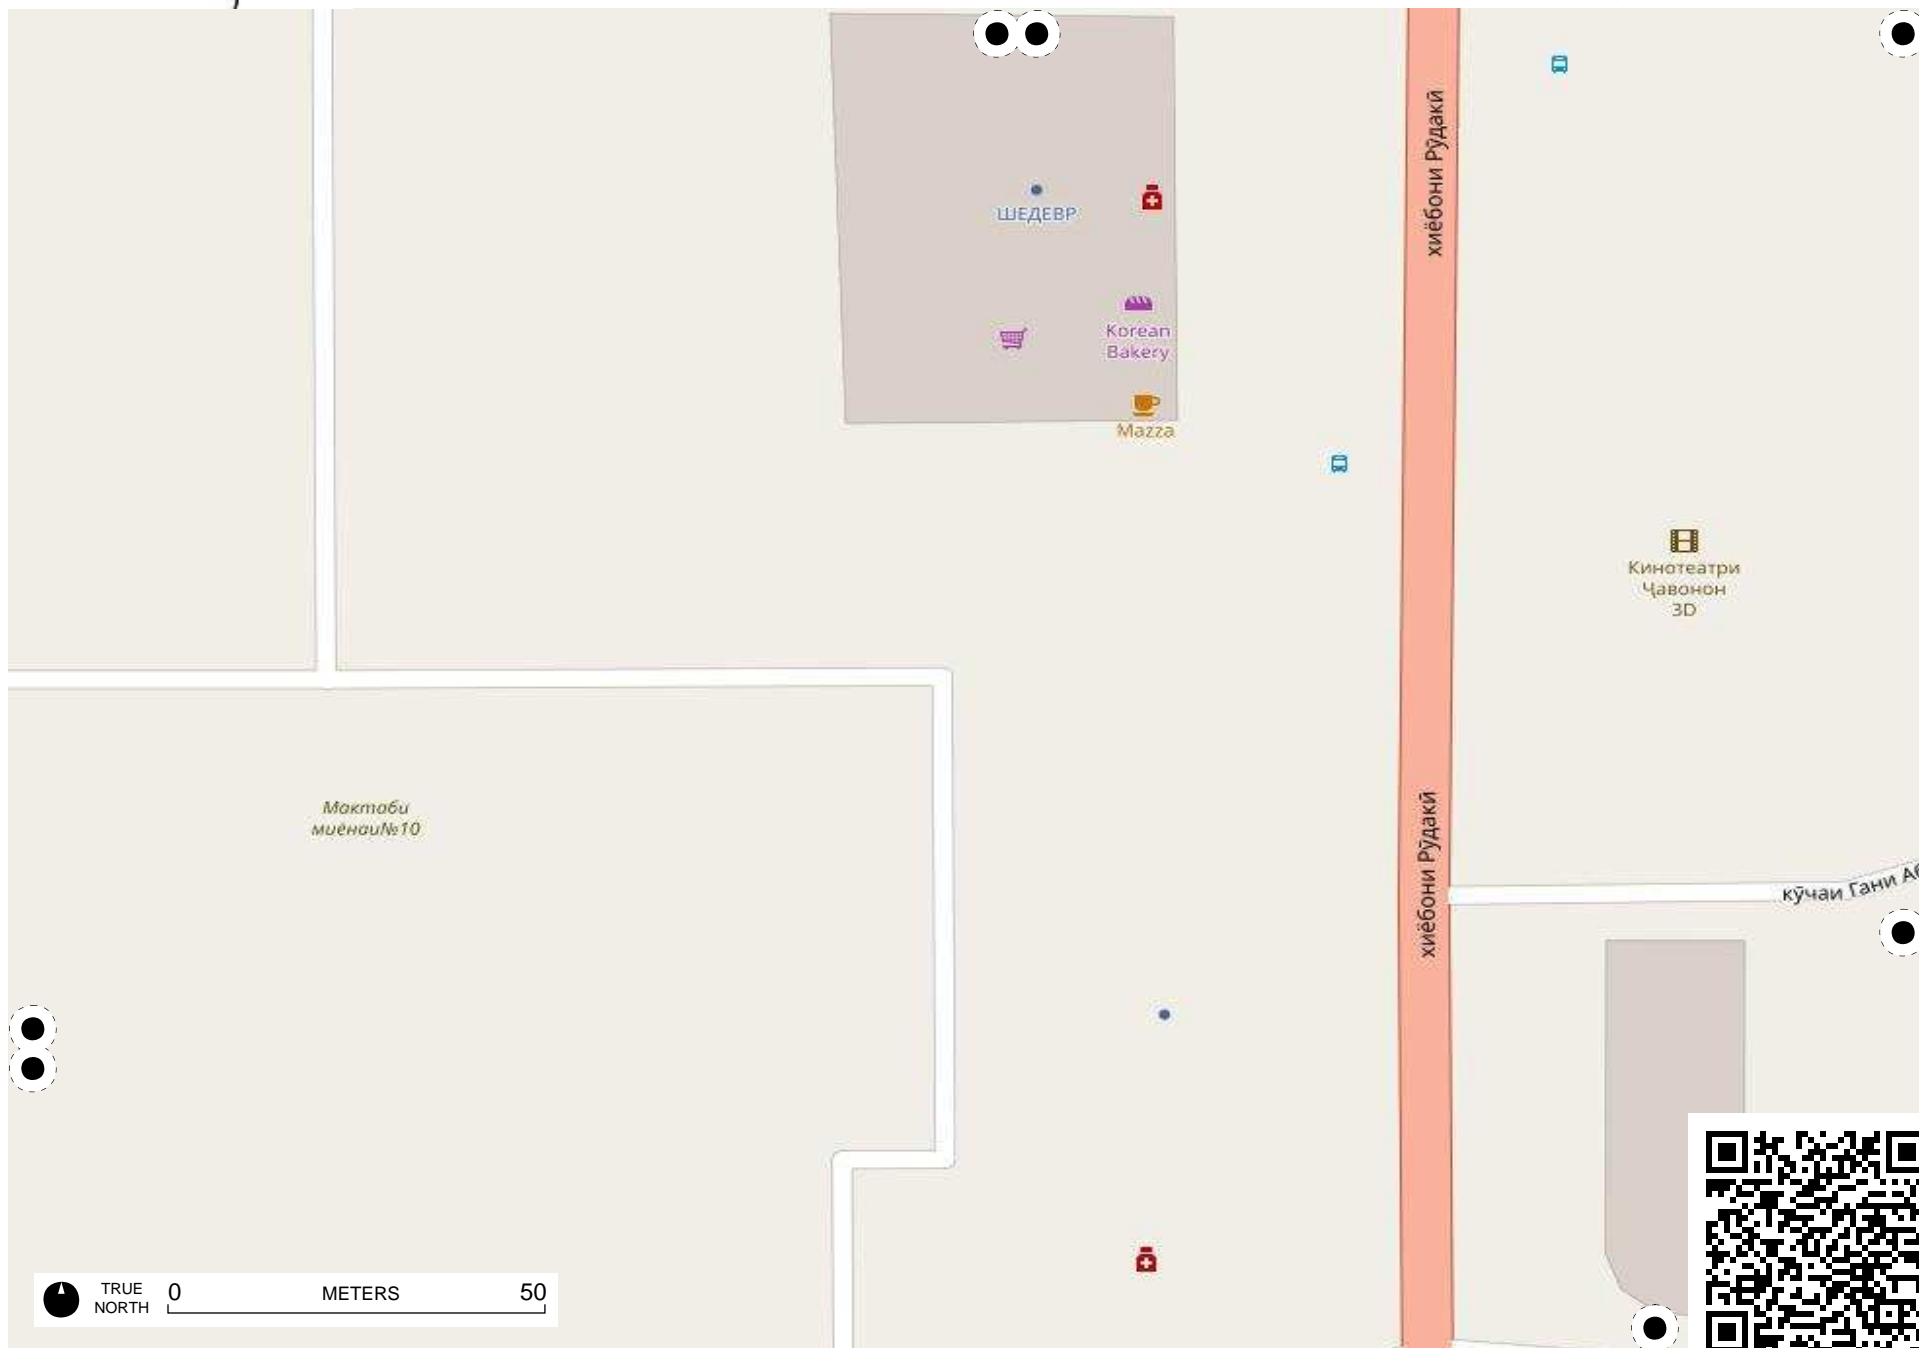 хиёбони Рӯдакӣ
ШЕДЕВР
Korean
Bakery
Mazza
Кинотеатри
Ҷавонон
3D
Мактаби
миёнаи№10
хиёбони Рӯдакӣ
кӯчаи Гани Аб
TRUE
NORTH
0 METERS 50